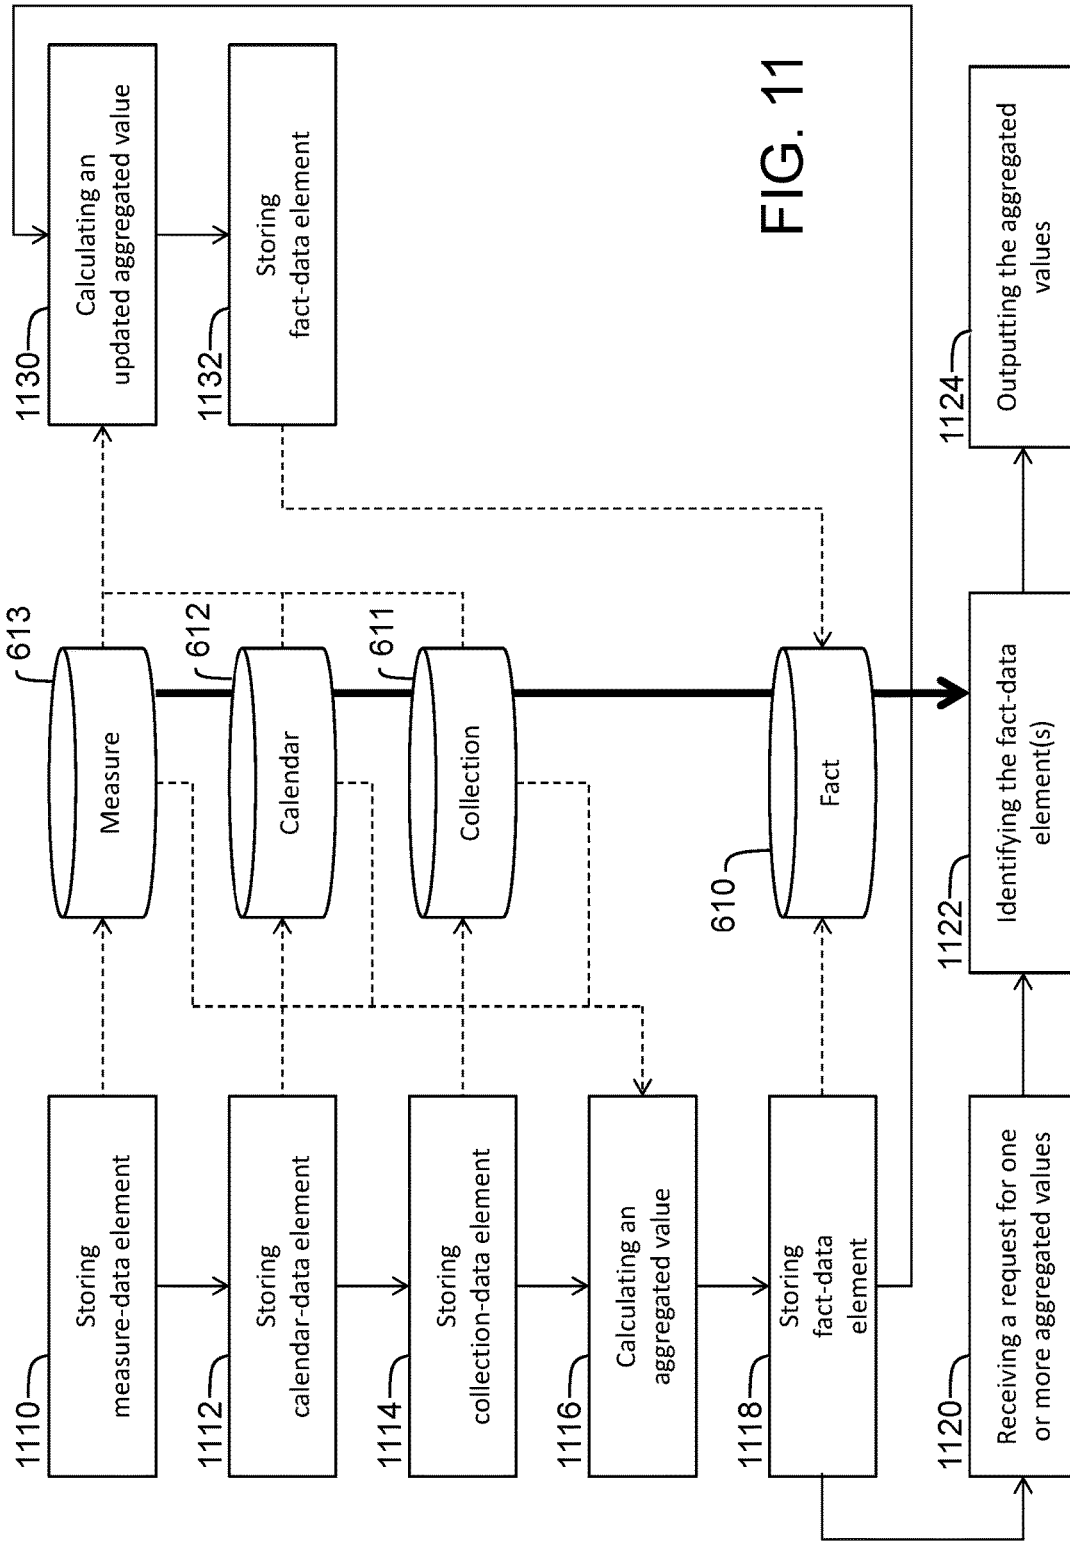 1110
Storing
measure-data element
1112
Storing
calendar-data element
1114
Storing
collection-data element
1116
Calculating an
aggregated value
1118
Storing
fact-data
element
613
Measure
612
Calendar
611
Collection
610
Fact
1130
Calculating an
updated aggregated value
1132
Storing
fact-data element
1120
Receiving a request for one
or more aggregated values
1122
Identifying the fact-data
element(s)
1124
Outputting the aggregated
values
FIG. 11